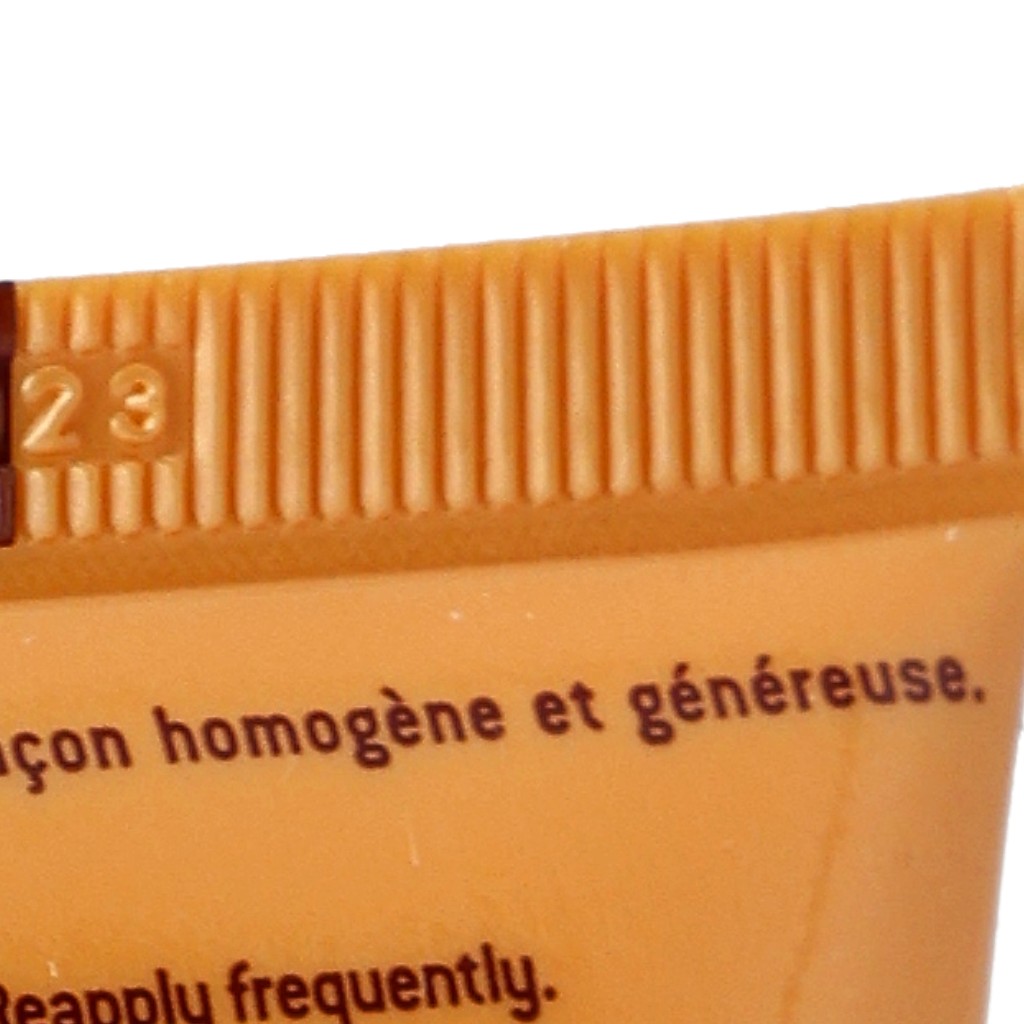 23
çon homogène et généreuse.
Reapply frequently.